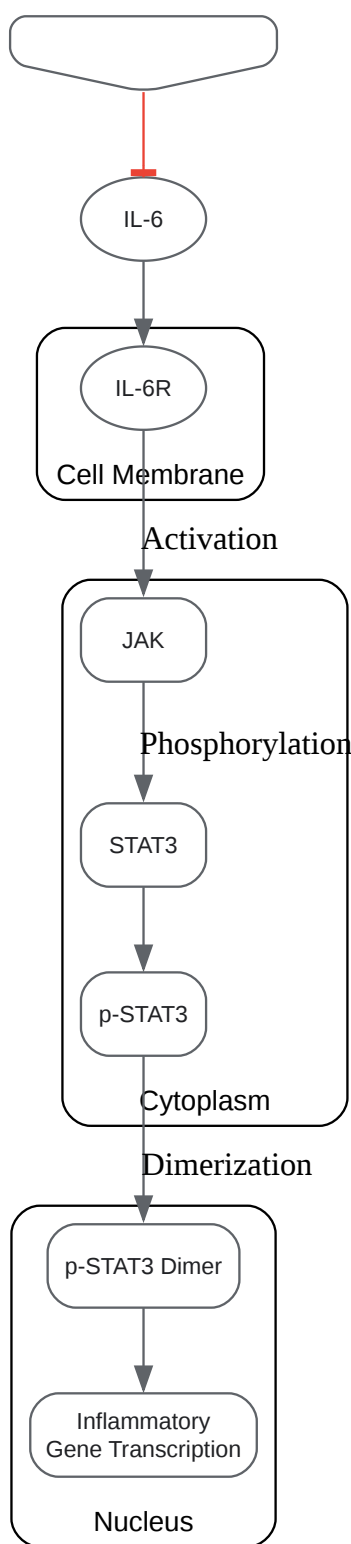 IL-6
IL-6R
Cell Membrane
Activation
JAK
Phosphorylation
STAT3
p-STAT3
Cytoplasm
Dimerization
p-STAT3 Dimer
Inflammatory
Gene Transcription
Nucleus